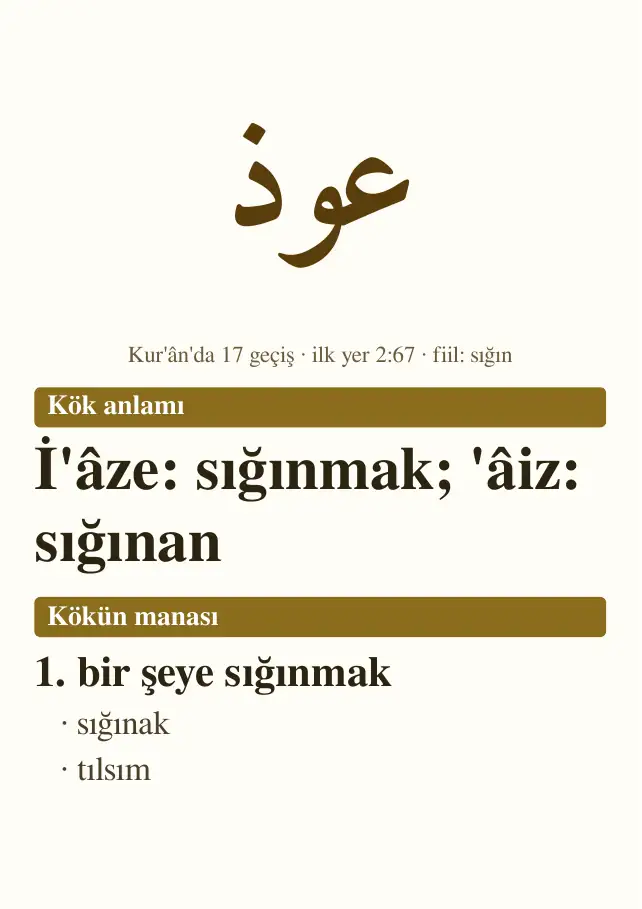 عوذ
Kur'ân'da 17 geçiş · ilk yer 2:67 · fiil: sığın
Kök anlamı
İ'âze: sığınmak; 'âiz:
sığınan
Kökün manası
1. bir şeye sığınmak
· sığınak
· tılsım